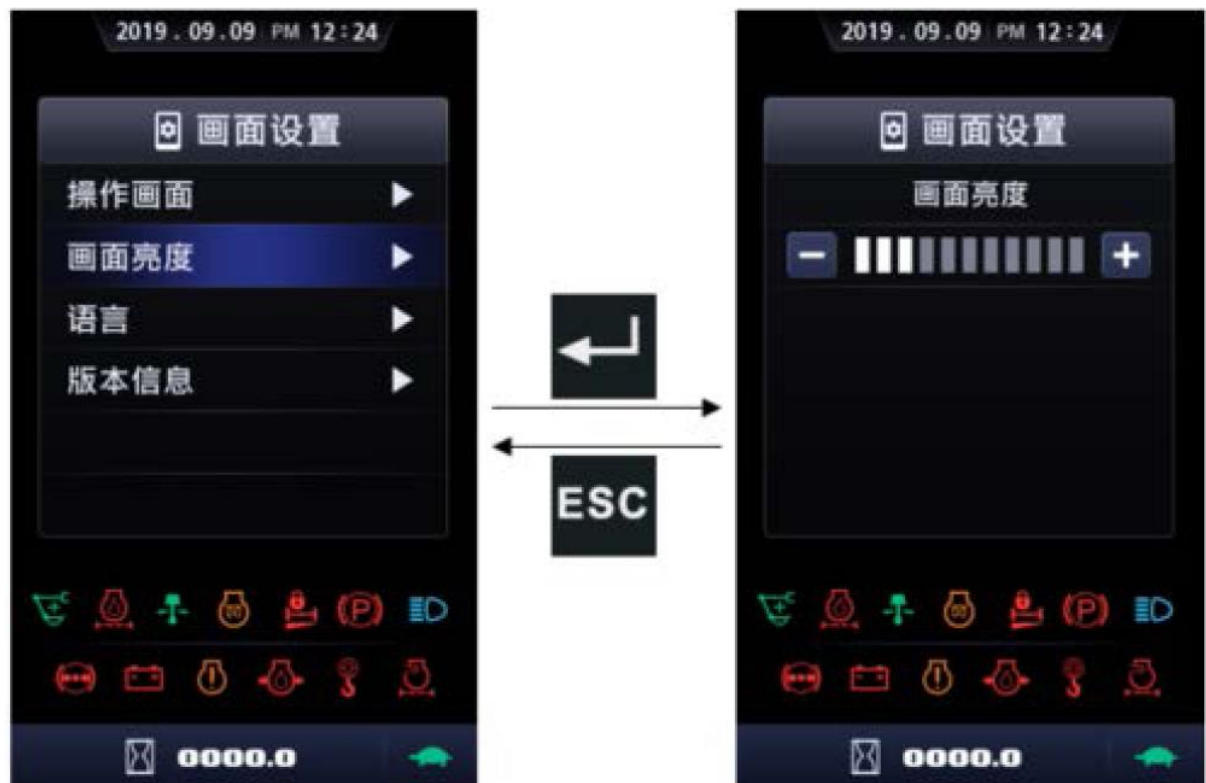 2019 . 09 . 09 PM 12 : 24
画面设置
操作画面
画面亮度
语言
版本信息
0000.0
ESC
2019 . 09 . 09 PM 12 : 24
画面设置
画面亮度
− +
0000.0